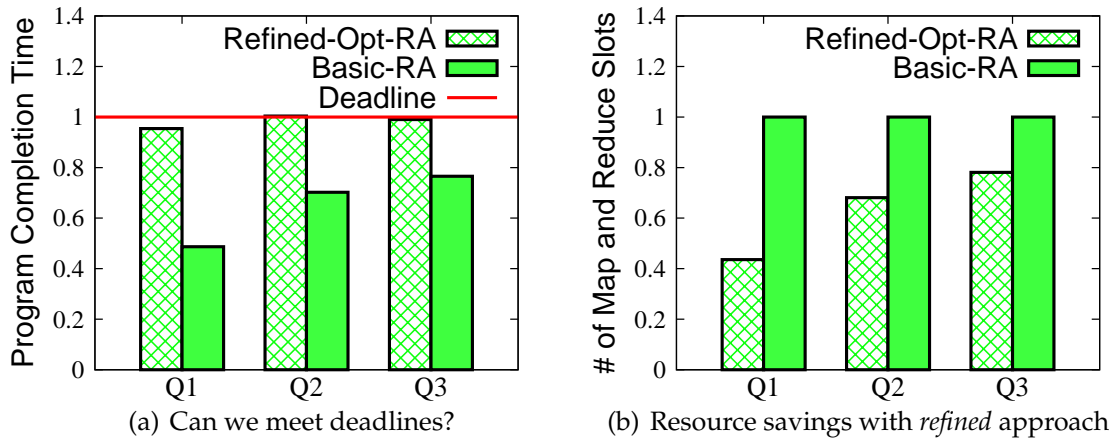 Program Completion Time
1.4
1.2
1
0.8
0.6
0.4
0.2
0
Refined-Opt-RA
Basic-RA
Deadline
Q1 Q2 Q3
(a) Can we meet deadlines?
# of Map and Reduce Slots
1.4
1.2
1
0.8
0.6
0.4
0.2
0
Refined-Opt-RA
Basic-RA
Q1 Q2 Q3
(b) Resource savings with refined approach